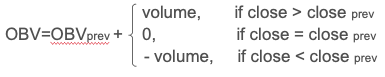 volume, if close > close prev
OBV=OBVprev + 0, if close = close prev
- volume, if close < close prev